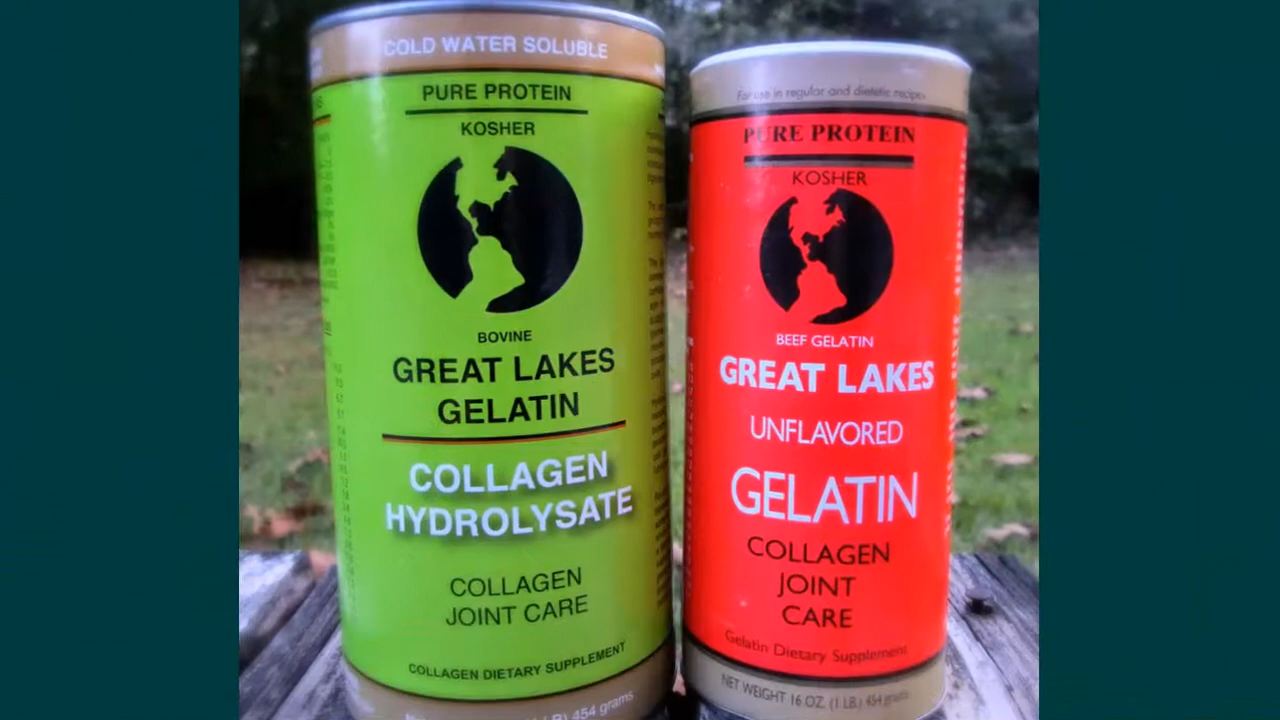 COLD WATER SOLUBLE
PURE PROTEIN
KOSHER
BOVINE
GREAT LAKES
GELATIN
COLLAGEN
HYDROLYSATE
COLLAGEN
JOINT CARE
COLLAGEN DIETARY SUPPLEMENT
LB) 454 grams
For use in regular and dietetic recipes
PURE PROTEIN
KOSHER
BEEF GELATIN
GREAT LAKES
UNFLAVORED
GELATIN
COLLAGEN
JOINT
CARE
Gelatin Dietary Supplement
NET WEIGHT 16 OZ. (1 LB.) 454 grams